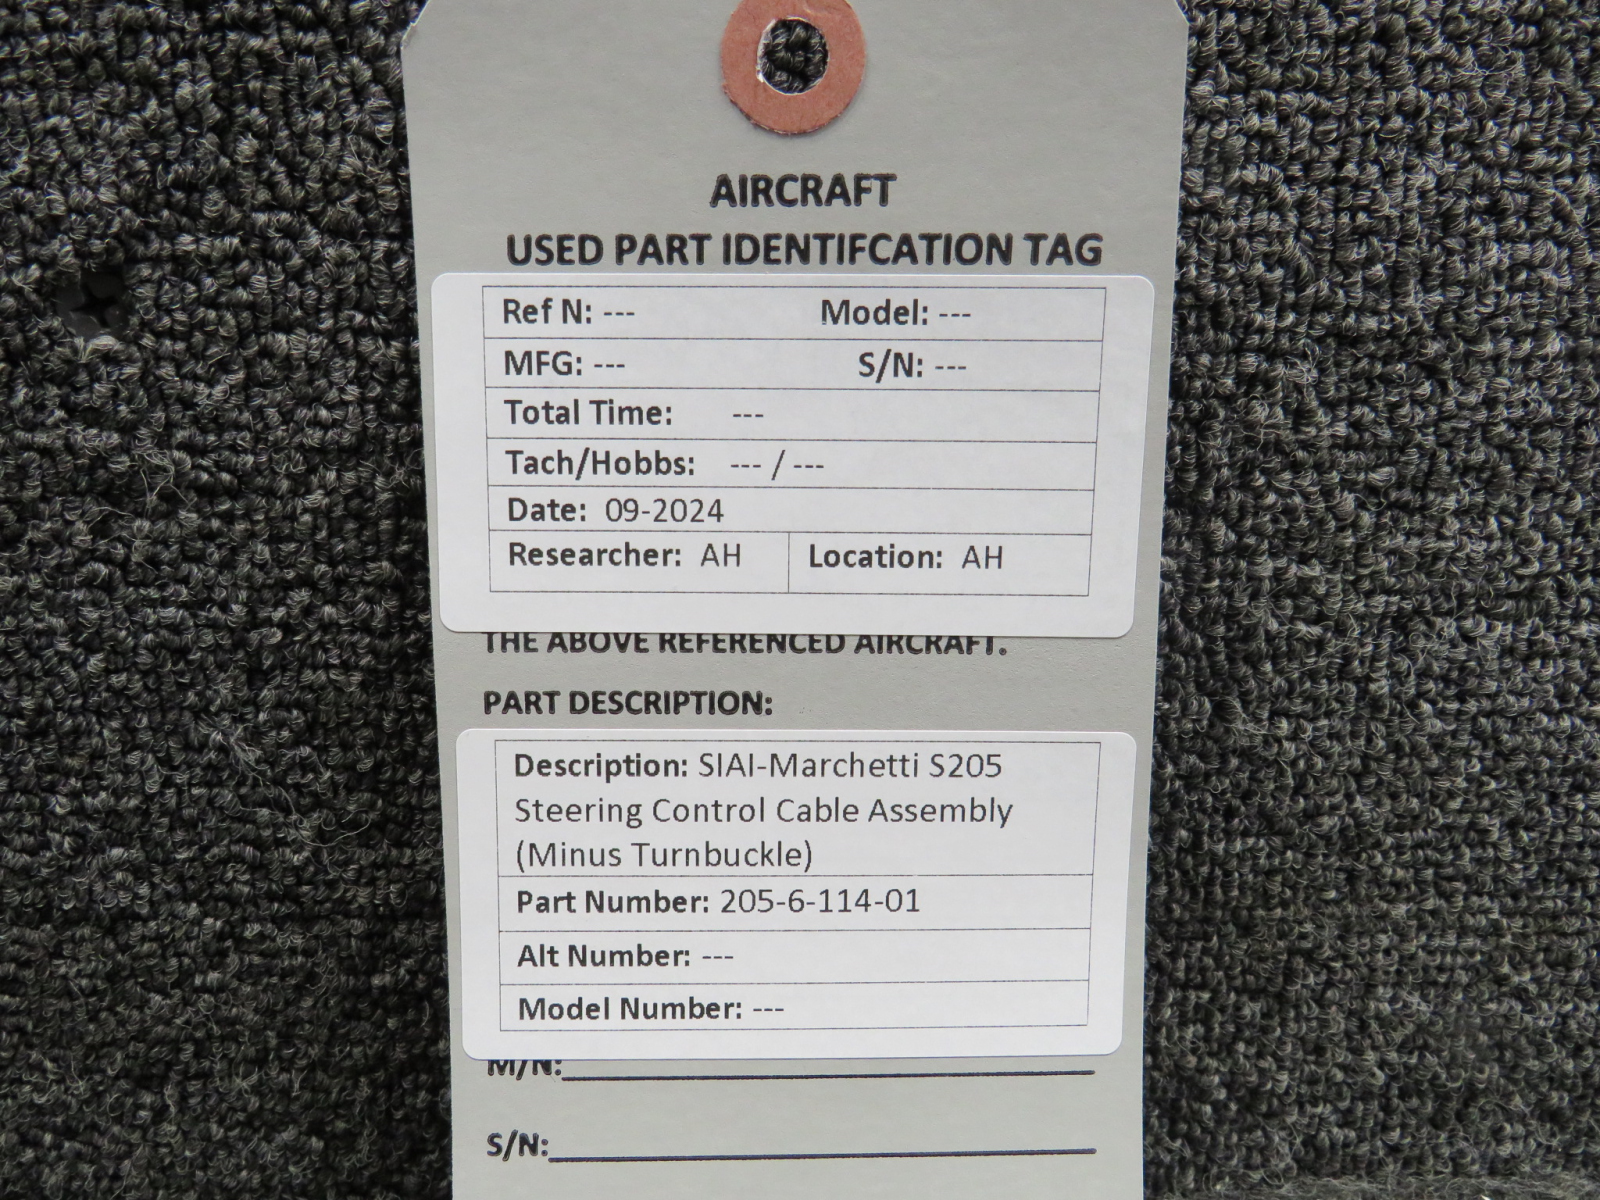 AIRCRAFT
USED PART IDENTIFCATION TAG
Ref N: --- Model: ---
MFG: --- S/N: ---
Total Time: ---
Tach/Hobbs: --- / ---
Date: 09-2024
Researcher: AH Location: AH
THE ABOVE REFERENCED AIRCRAFT.
PART DESCRIPTION:
Description: SIAI-Marchetti S205
Steering Control Cable Assembly
(Minus Turnbuckle)
Part Number: 205-6-114-01
Alt Number: ---
Model Number: ---
M/N:
S/N: